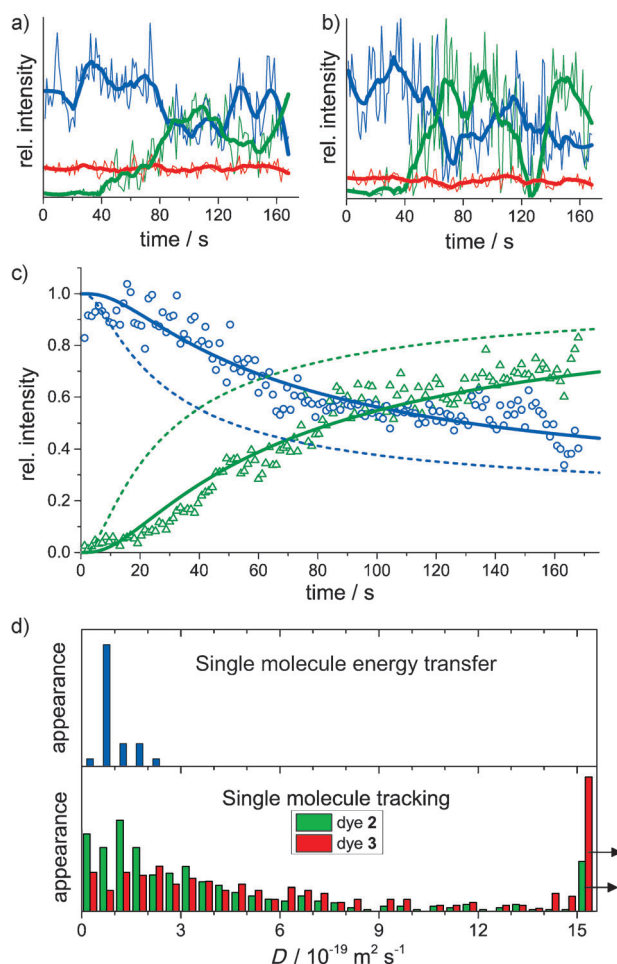 a)
b)
rel. intensity
rel. intensity
0 40 80 120 160
0 40 80 120 160
time / s
time / s
c)
rel. intensity
1.0
0.8
0.6
0.4
0.2
0.0
0 20 40 60 80 100 120 140 160
time / s
d)
appearance
Single molecule energy transfer
appearance
Single molecule tracking
dye 2
dye 3
0 3 6 9 12 15
D / 10⁻¹⁹ m² s⁻¹